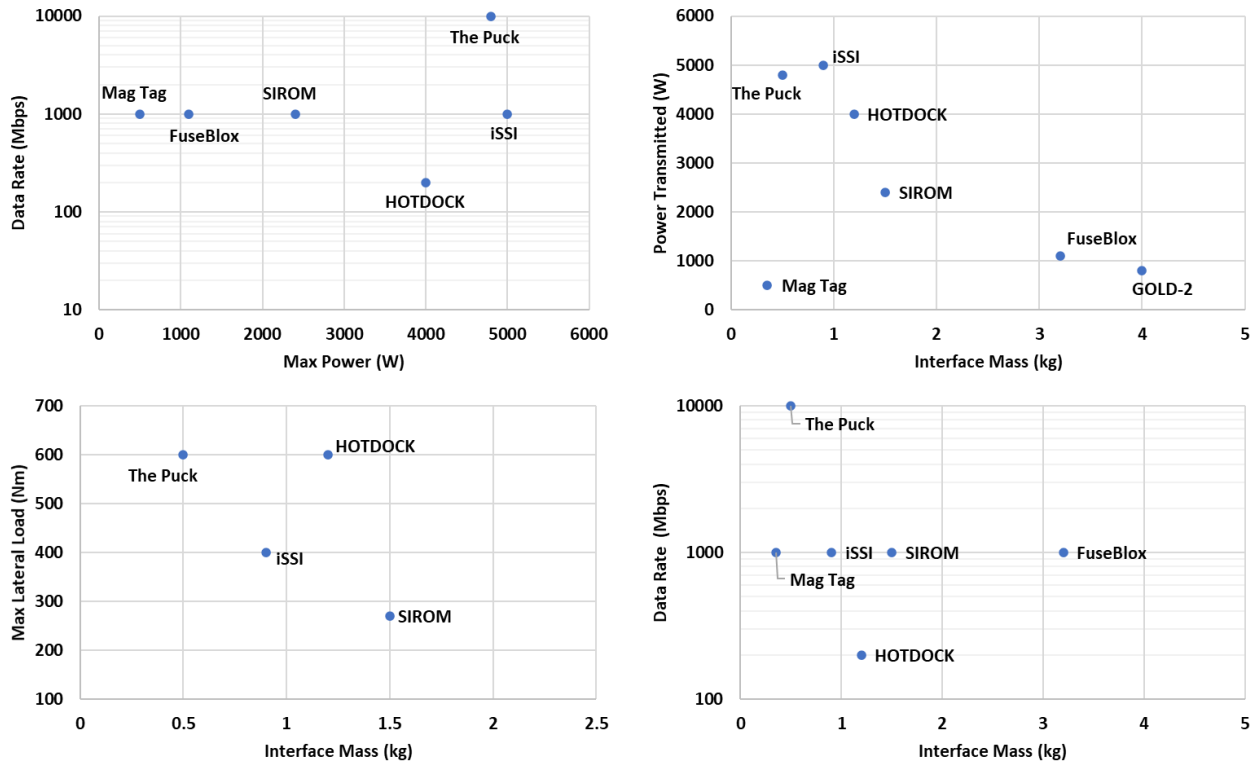 10000
1000
100
10
Data Rate (Mbps)
The Puck
Mag Tag
SIROM
FuseBlox
iSSI
HOTDOCK
0 1000 2000 3000 4000 5000 6000
Max Power (W)
6000
5000
4000
3000
2000
1000
0
Power Transmitted (W)
iSSI
The Puck
HOTDOCK
SIROM
FuseBlox
Mag Tag
GOLD-2
0 1 2 3 4 5
Interface Mass (kg)
700
600
500
400
300
200
100
Max Lateral Load (Nm)
HOTDOCK
The Puck
iSSI
SIROM
0 0.5 1 1.5 2 2.5
Interface Mass (kg)
10000
1000
100
Data Rate (Mbps)
The Puck
iSSI
SIROM
FuseBlox
Mag Tag
HOTDOCK
0 1 2 3 4 5
Interface Mass (kg)